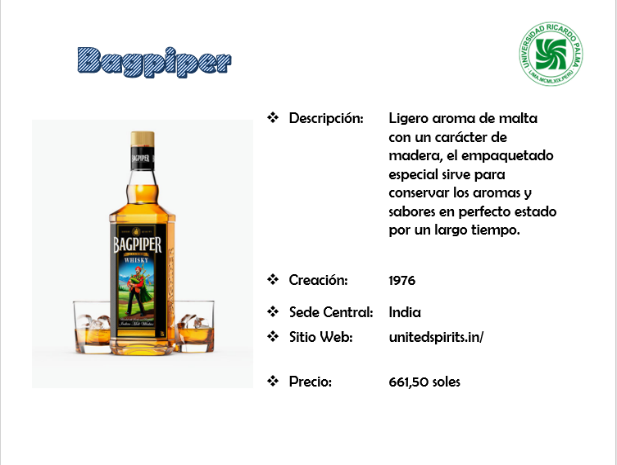 Bagpiper
UNIVERSIDAD RICARDO PALMA
LIMA, MCMLXIX, PERU
❖ Descripción: Ligero aroma de malta
con un carácter de
madera, el empaquetado
especial sirve para
conservar los aromas y
sabores en perfecto estado
por un largo tiempo.
BAGPIPER
BAGPIPER
WHISKY
❖ Creación: 1976
❖ Sede Central: India
❖ Sitio Web: unitedspirits.in/
❖ Precio: 661,50 soles